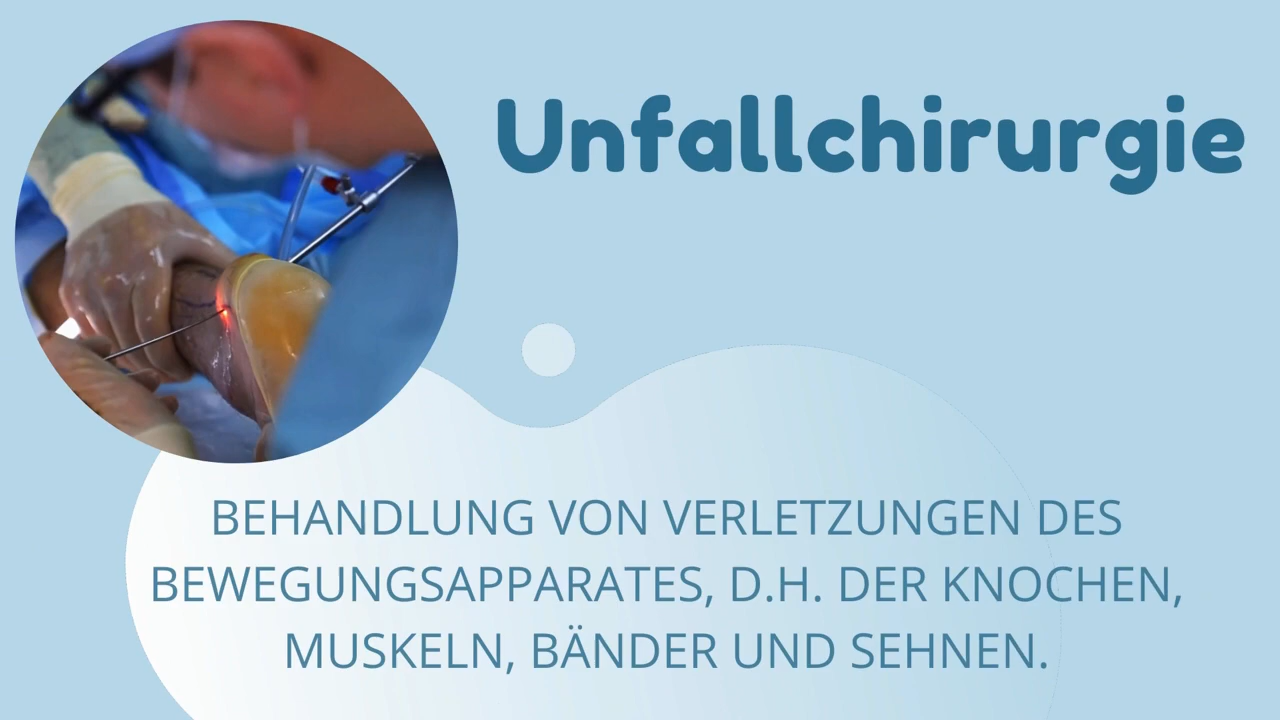 Unfallchirurgie
BEHANDLUNG VON VERLETZUNGEN DES
BEWEGUNGSAPPARATES, D.H. DER KNOCHEN,
MUSKELN, BÄNDER UND SEHNEN.